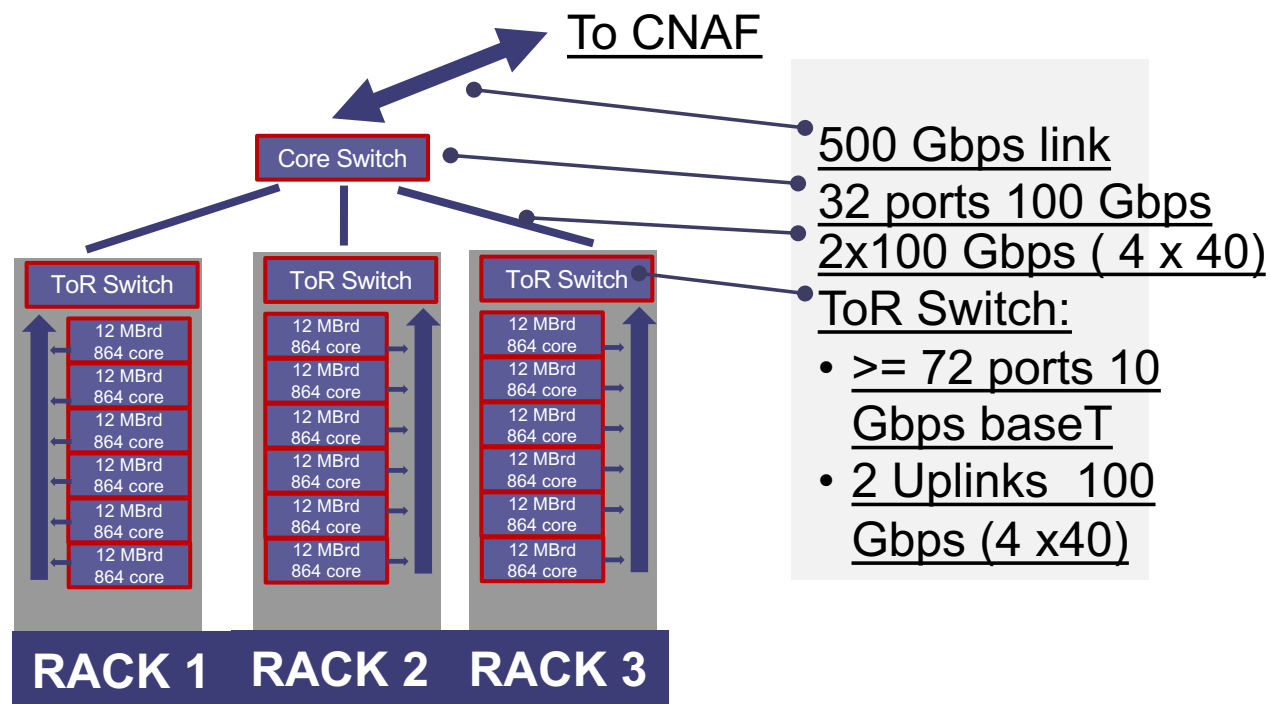 To CNAF
Core Switch
500 Gbps link
32 ports 100 Gbps
2x100 Gbps ( 4 x 40)
ToR Switch:
• >= 72 ports 10
Gbps baseT
• 2 Uplinks 100
Gbps (4 x40)
ToR Switch
12 MBrd
864 core
12 MBrd
864 core
12 MBrd
864 core
12 MBrd
864 core
12 MBrd
864 core
12 MBrd
864 core
RACK 1
ToR Switch
12 MBrd
864 core
12 MBrd
864 core
12 MBrd
864 core
12 MBrd
864 core
12 MBrd
864 core
12 MBrd
864 core
RACK 2
ToR Switch
12 MBrd
864 core
12 MBrd
864 core
12 MBrd
864 core
12 MBrd
864 core
12 MBrd
864 core
12 MBrd
864 core
RACK 3